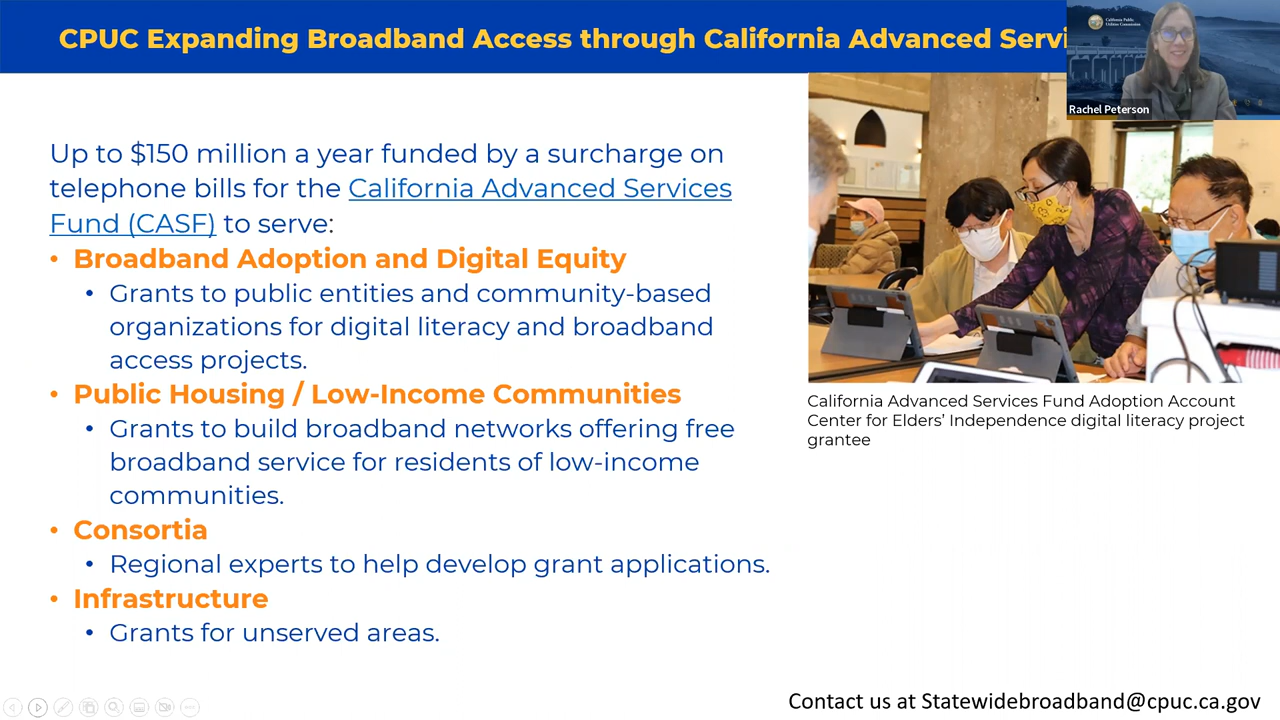 CPUC Expanding Broadband Access through California Advanced Servi
California Public
Utilities Commission
Rachel Peterson
Up to $150 million a year funded by a surcharge on
telephone bills for the California Advanced Services
Fund (CASF) to serve:
• Broadband Adoption and Digital Equity
• Grants to public entities and community-based
organizations for digital literacy and broadband
access projects.
• Public Housing / Low-Income Communities
• Grants to build broadband networks offering free
broadband service for residents of low-income
communities.
• Consortia
• Regional experts to help develop grant applications.
• Infrastructure
• Grants for unserved areas.
California Advanced Services Fund Adoption Account
Center for Elders’ Independence digital literacy project
grantee
Contact us at Statewidebroadband@cpuc.ca.gov